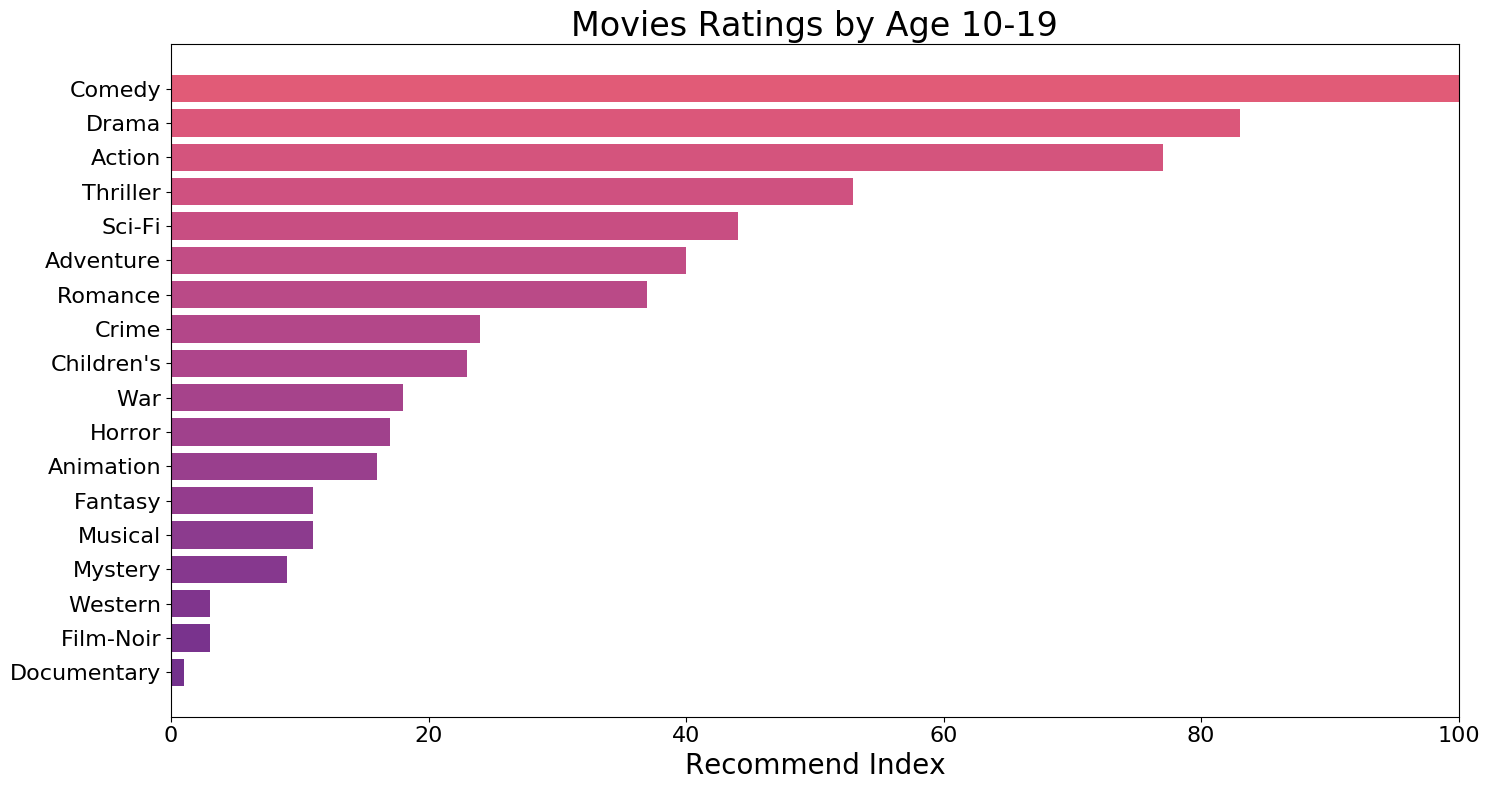 Movies Ratings by Age 10-19
Comedy
Drama
Action
Thriller
Sci-Fi
Adventure
Romance
Crime
Children's
War
Horror
Animation
Fantasy
Musical
Mystery
Western
Film-Noir
Documentary
0 20 40 60 80 100
Recommend Index